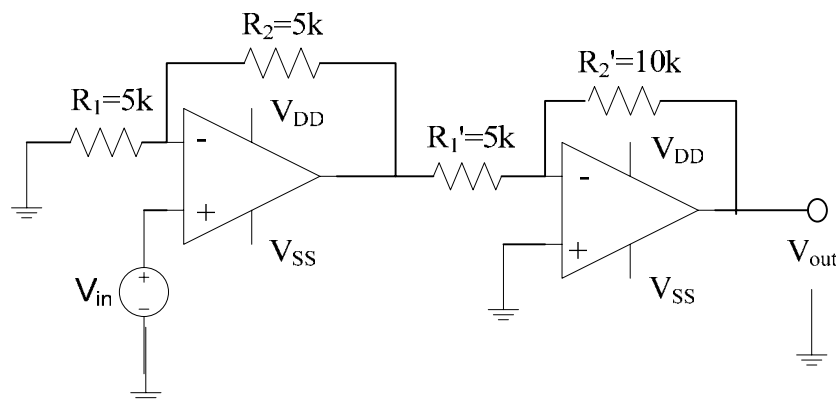 R2=5k
R2'=10k
R1=5k
VDD
R1'=5k
VDD
-
-
+
+
VSS
Vout
Vin
+
-
VSS